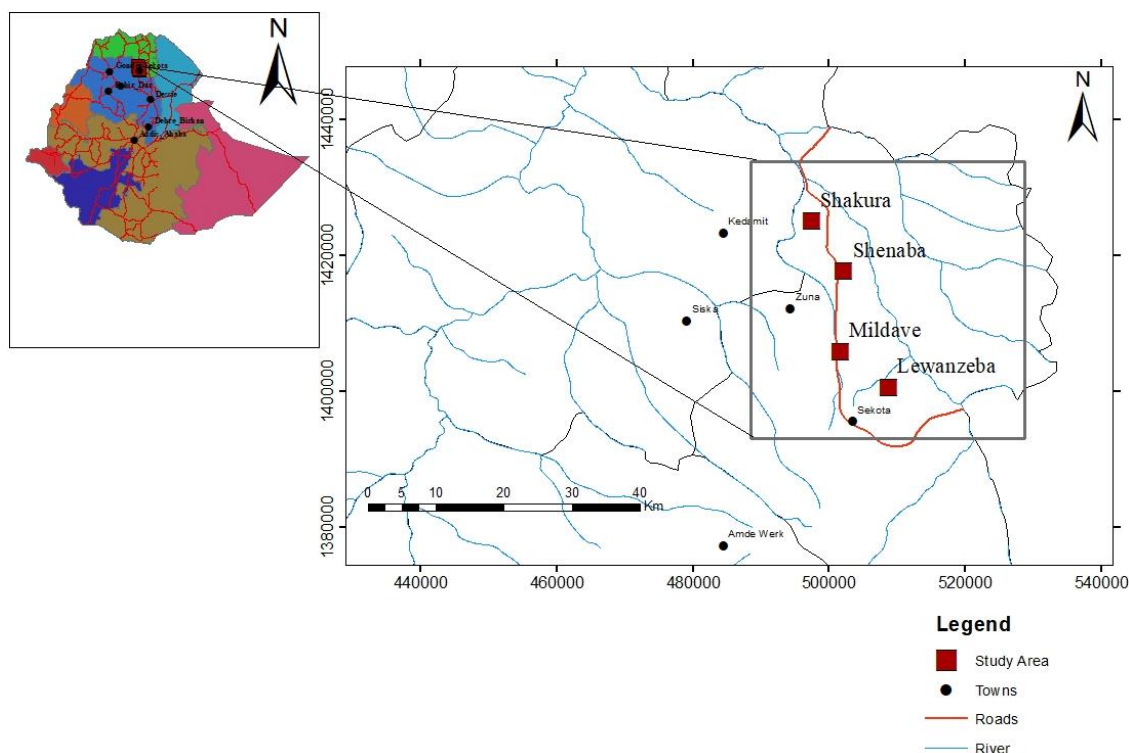 N
Dessie
N
1440000
1420000
1400000
1380000
Shakura
Kedamit
Shenaba
Zuna
Siska
Mildave
Lewanzeba
Sekota
0 5 10 20 30 40
Km
Amde Werk
440000 460000 480000 500000 520000 540000
Legend
Study Area
Towns
Roads
River